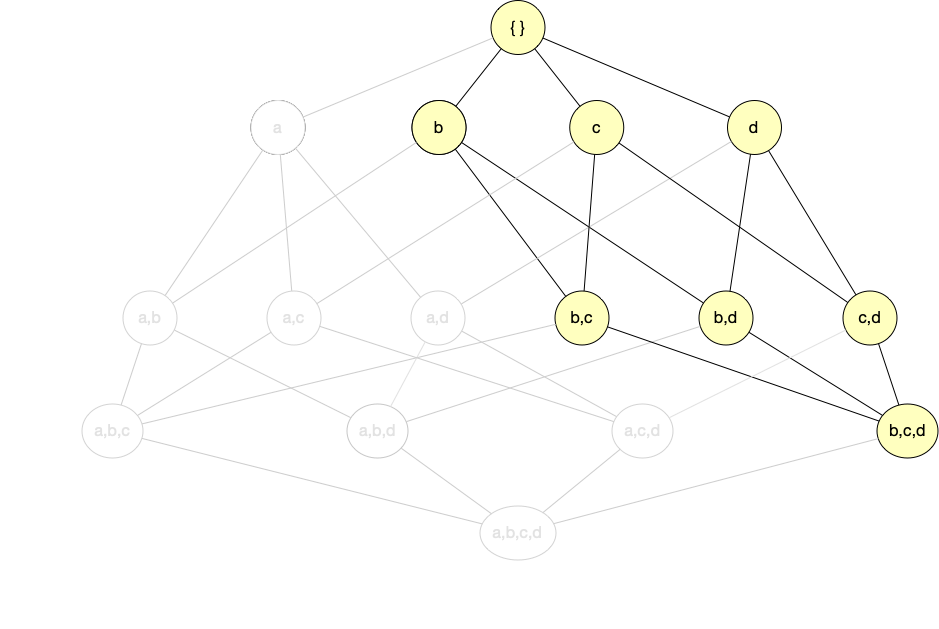 { }
a
b
c
d
a,b
a,c
a,d
b,c
b,d
c,d
a,b,c
a,b,d
a,c,d
b,c,d
a,b,c,d